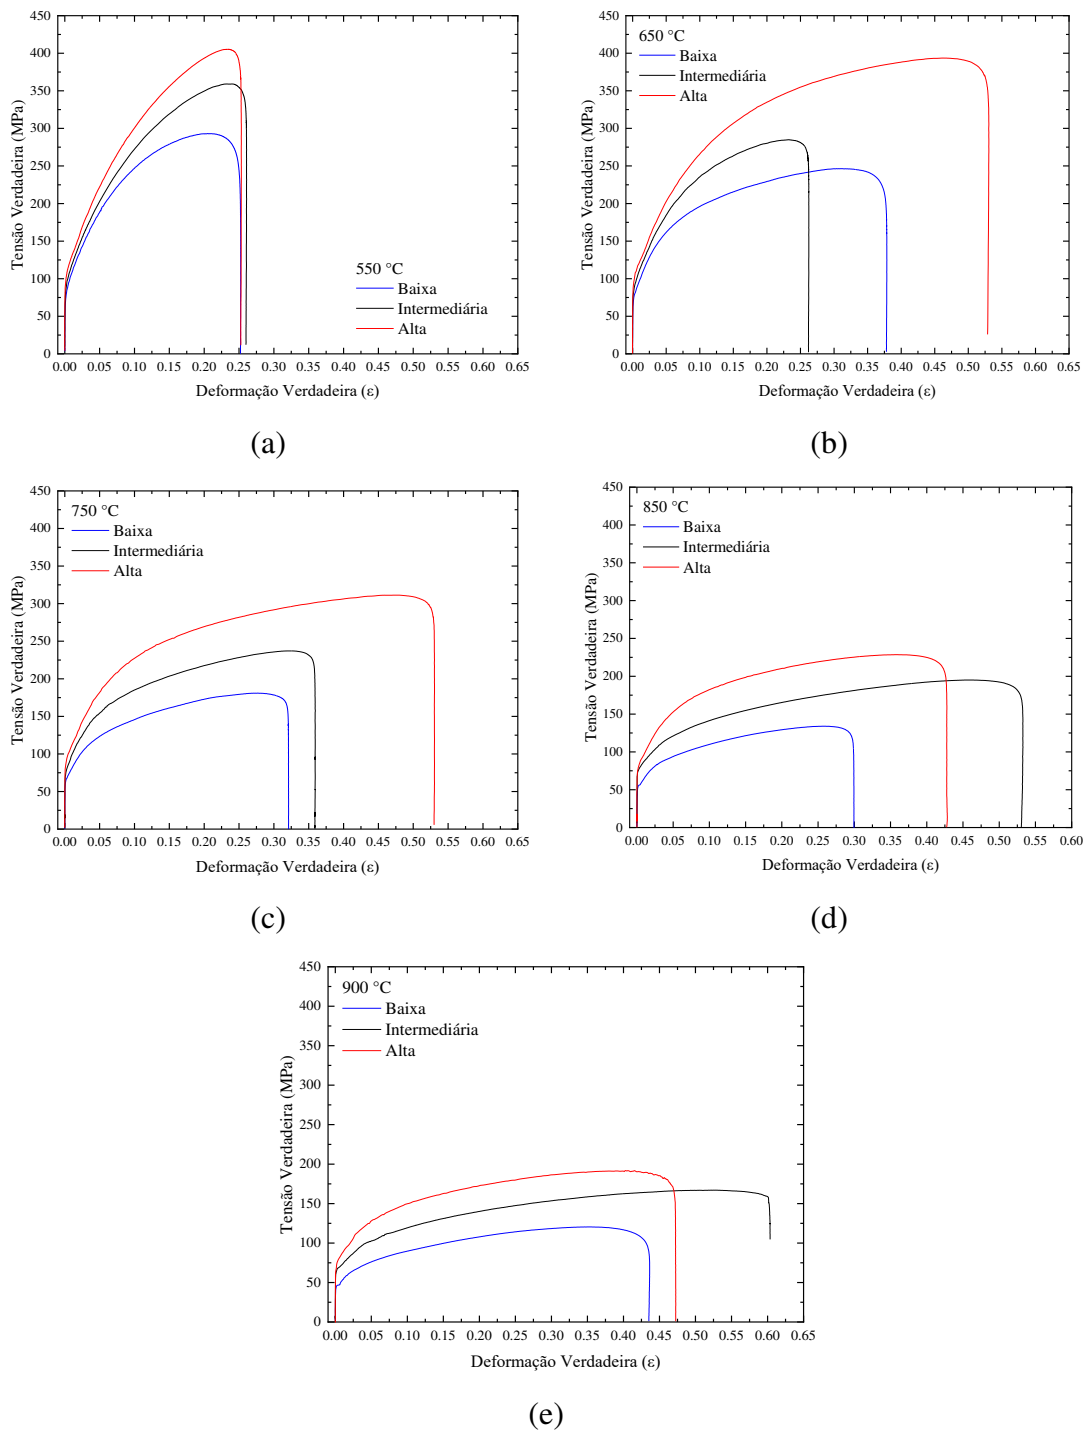 450
400
350
300
250
200
150
100
50
0
Tensão Verdadeira (MPa)
550 °C
Baixa
Intermediária
Alta
0.00 0.05 0.10 0.15 0.20 0.25 0.30 0.35 0.40 0.45 0.50 0.55 0.60 0.65
Deformação Verdadeira (ε)
(a)
450
400
350
300
250
200
150
100
50
0
Tensão Verdadeira (MPa)
650 °C
Baixa
Intermediária
Alta
0.00 0.05 0.10 0.15 0.20 0.25 0.30 0.35 0.40 0.45 0.50 0.55 0.60 0.65
Deformação Verdadeira (ε)
(b)
450
400
350
300
250
200
150
100
50
0
Tensão Verdadeira (MPa)
750 °C
Baixa
Intermediária
Alta
0.00 0.05 0.10 0.15 0.20 0.25 0.30 0.35 0.40 0.45 0.50 0.55 0.60 0.65
Deformação Verdadeira (ε)
(c)
450
400
350
300
250
200
150
100
50
0
Tensão Verdadeira (MPa)
850 °C
Baixa
Intermediária
Alta
0.00 0.05 0.10 0.15 0.20 0.25 0.30 0.35 0.40 0.45 0.50 0.55 0.60
Deformação Verdadeira (ε)
(d)
450
400
350
300
250
200
150
100
50
0
Tensão Verdadeira (MPa)
900 °C
Baixa
Intermediária
Alta
0.00 0.05 0.10 0.15 0.20 0.25 0.30 0.35 0.40 0.45 0.50 0.55 0.60 0.65
Deformação Verdadeira (ε)
(e)